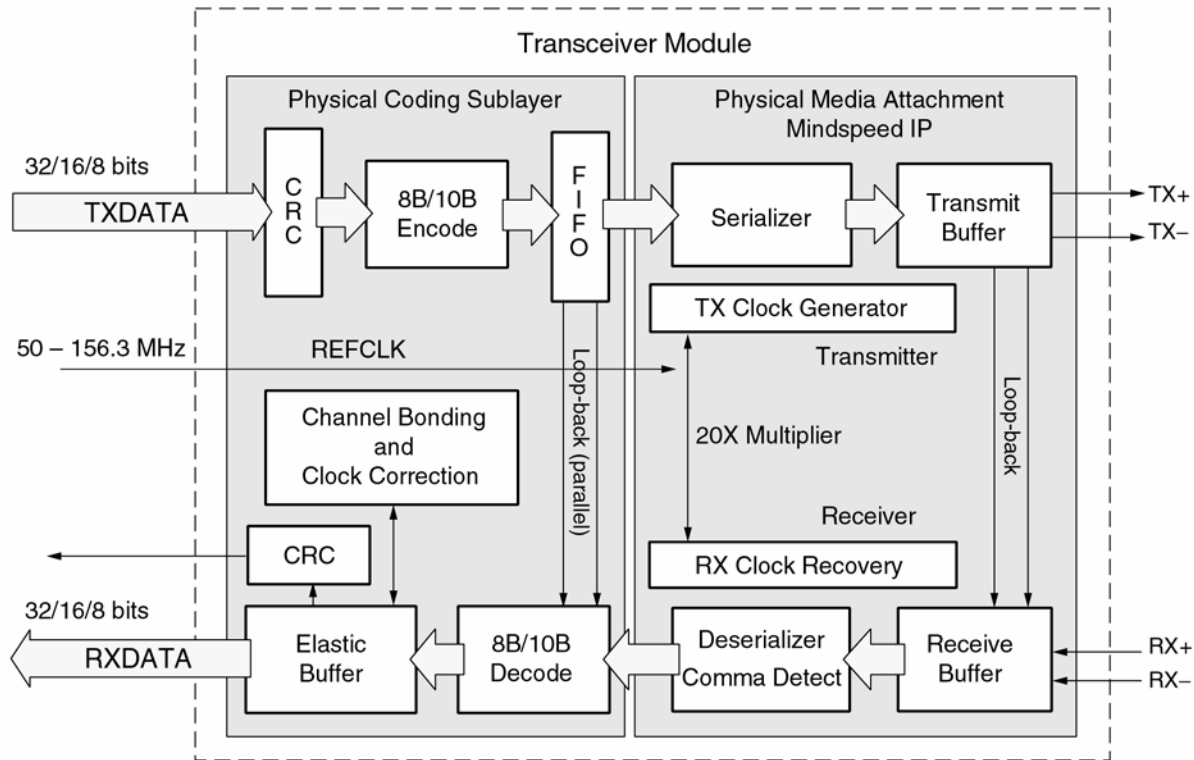 Transceiver Module
Physical Coding Sublayer
Physical Media Attachment
Mindspeed IP
32/16/8 bits
TXDATA
CRC
8B/10B
Encode
FIFO
Serializer
Transmit
Buffer
TX+
TX–
TX Clock Generator
50 – 156.3 MHz
REFCLK
Transmitter
Loop-back (parallel)
Loop-back
Channel Bonding
and
Clock Correction
20X Multiplier
Receiver
CRC
RX Clock Recovery
32/16/8 bits
RXDATA
Elastic
Buffer
8B/10B
Decode
Deserializer
Comma Detect
Receive
Buffer
RX+
RX–